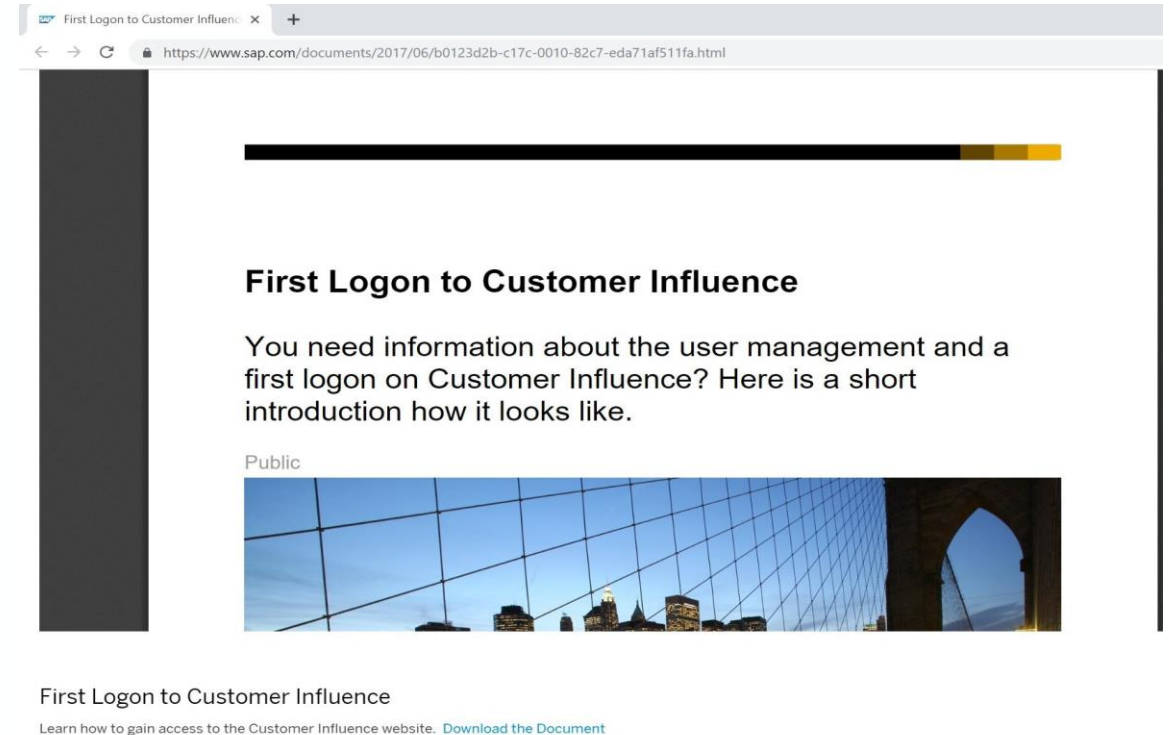 SAP First Logon to Customer Influenc
https://www.sap.com/documents/2017/06/b0123d2b-c17c-0010-82c7-eda71af511fa.html
First Logon to Customer Influence
You need information about the user management and a
first logon on Customer Influence? Here is a short
introduction how it looks like.
Public
First Logon to Customer Influence
Learn how to gain access to the Customer Influence website. Download the Document